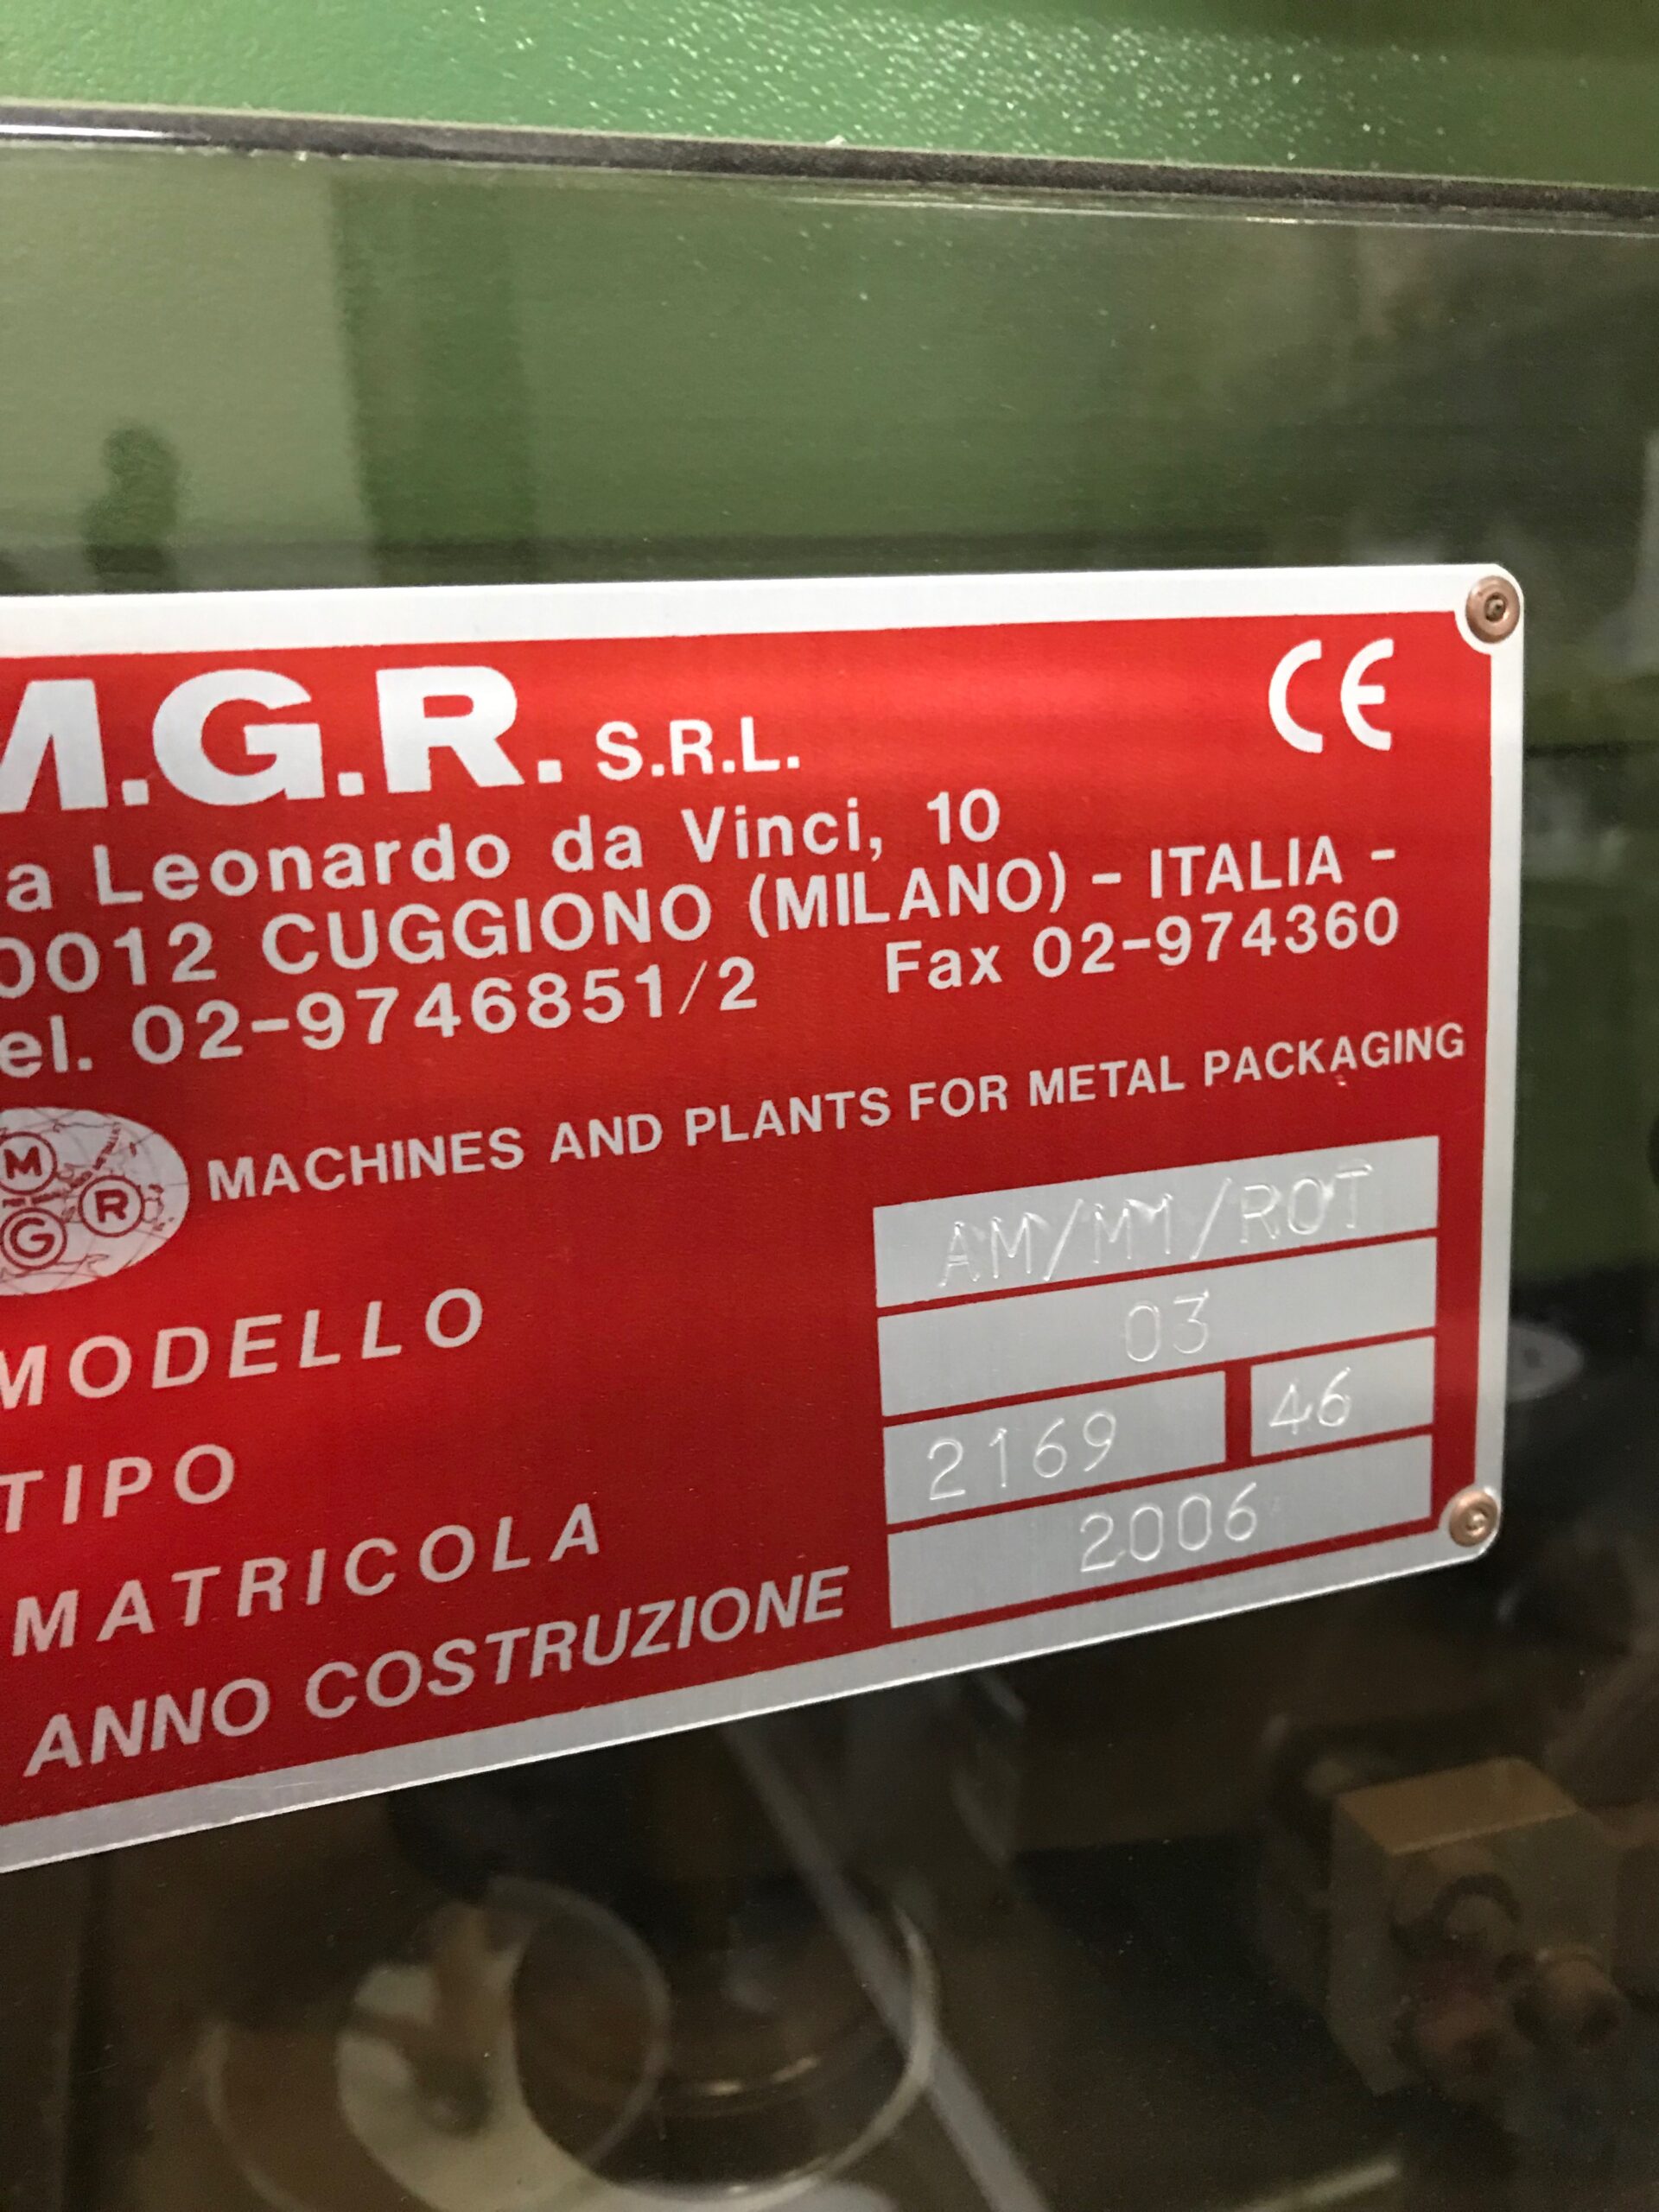 M.G.R. S.R.L.
CE
a Leonardo da Vinci, 10
0012 CUGGIONO (MILANO) - ITALIA -
el. 02-9746851/2 Fax 02-974360
M
G
R
MACHINES AND PLANTS FOR METAL PACKAGING
MODELLO AM/MM/ROT
TIPO 03
MATRICOLA 2169 46
ANNO COSTRUZIONE 2006